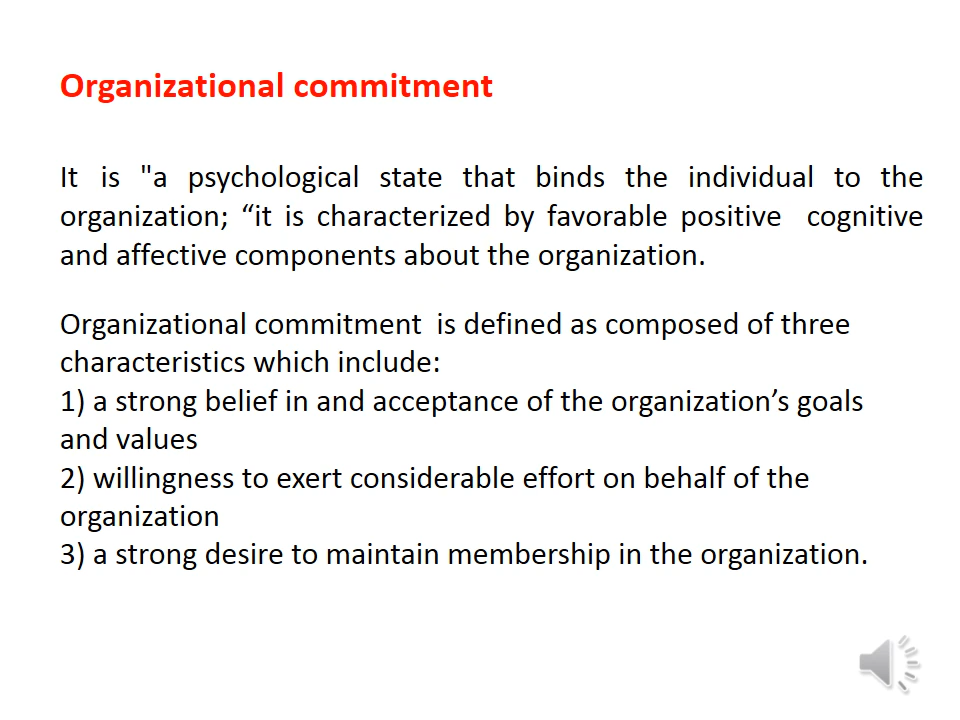 Organizational commitment
It is "a psychological state that binds the individual to the
organization; “it is characterized by favorable positive  cognitive
and affective components about the organization.
Organizational commitment  is defined as composed of three
characteristics which include:
1) a strong belief in and acceptance of the organization’s goals
and values
2) willingness to exert considerable effort on behalf of the
organization
3) a strong desire to maintain membership in the organization.